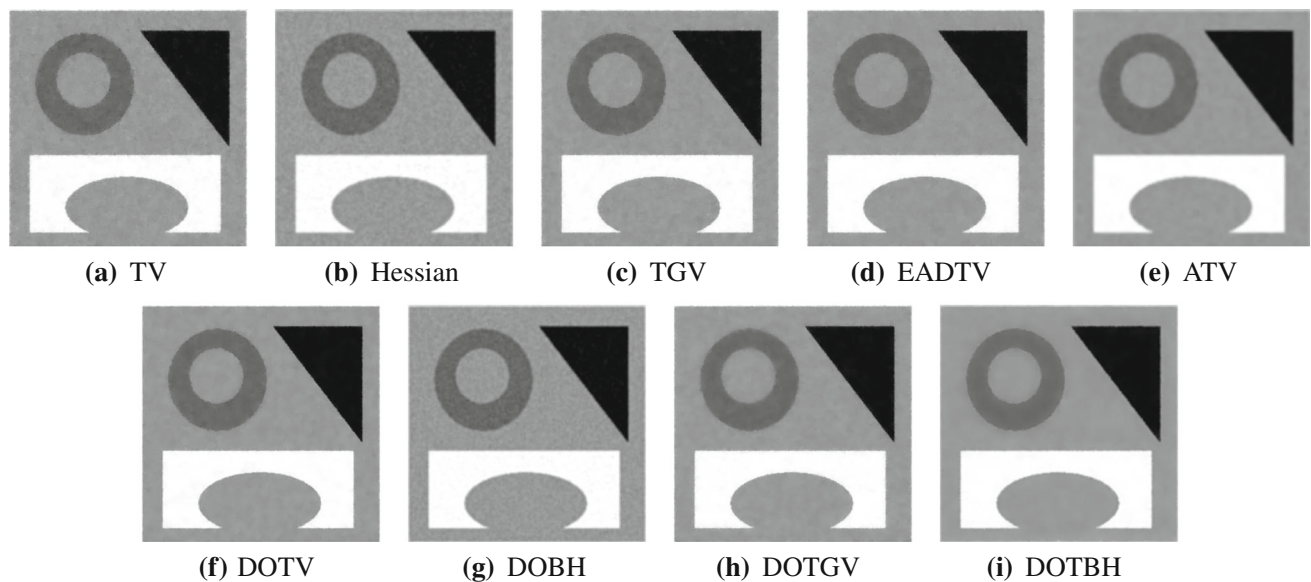 (a) TV
(b) Hessian
(c) TGV
(d) EADTV
(e) ATV
(f) DOTV
(g) DOBH
(h) DOTGV
(i) DOTBH